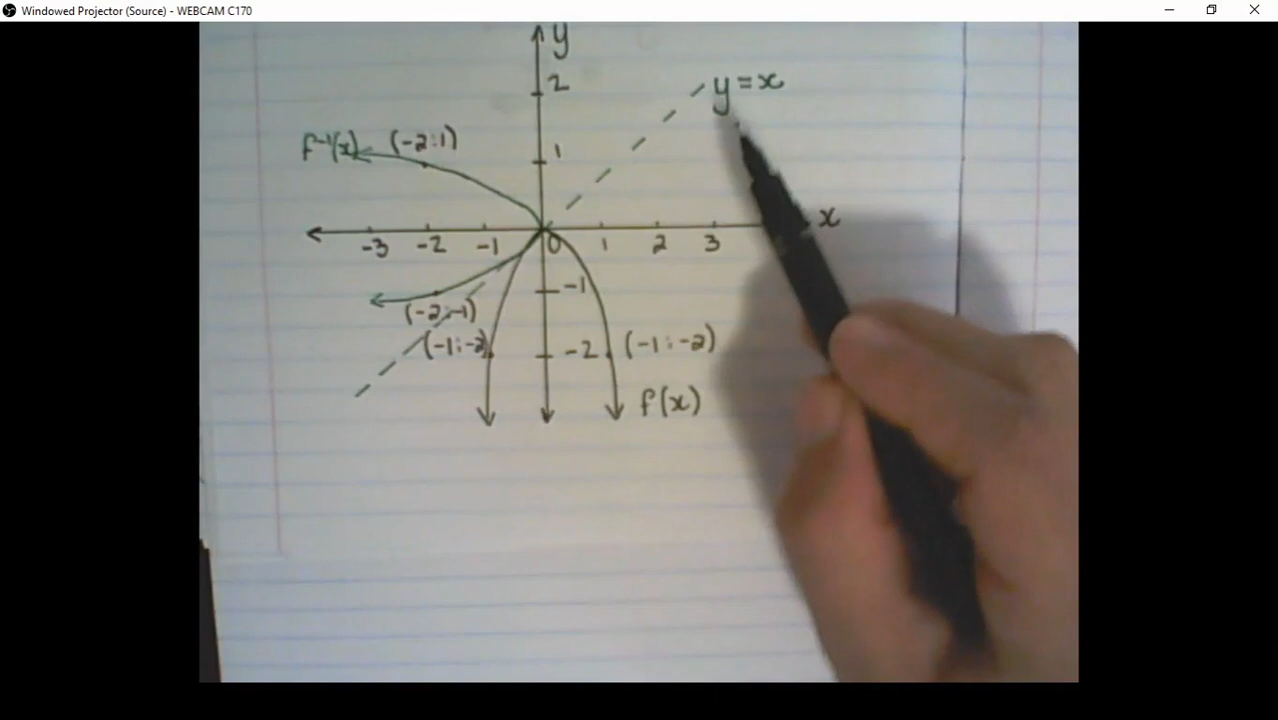 Windowed Projector (Source) - WEBCAM C170
y
2
y = x
f⁻¹(x)
(-2;1)
1
x
-3 -2 -1 0 1 2 3
-1
(-2;-1)
(-1;-2)
-2
(-1;-2)
f(x)